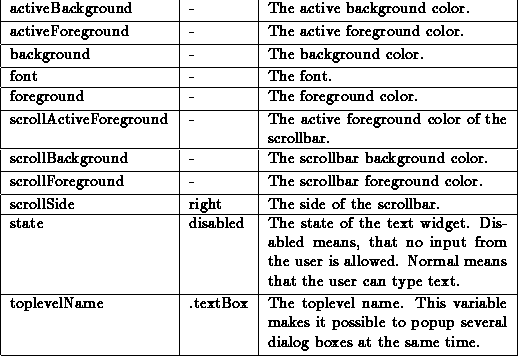 activeBackground - The active background color.
activeForeground - The active foreground color.
background - The background color.
font - The font.
foreground - The foreground color.
scrollActiveForeground - The active foreground color of the
scrollbar.
scrollBackground - The scrollbar background color.
scrollForeground - The scrollbar foreground color.
scrollSide right The side of the scrollbar.
state disabled The state of the text widget. Dis-
abled means, that no input from
the user is allowed. Normal means
that the user can type text.
toplevelName .textBox The toplevel name. This variable
makes it possible to popup several
dialog boxes at the same time.